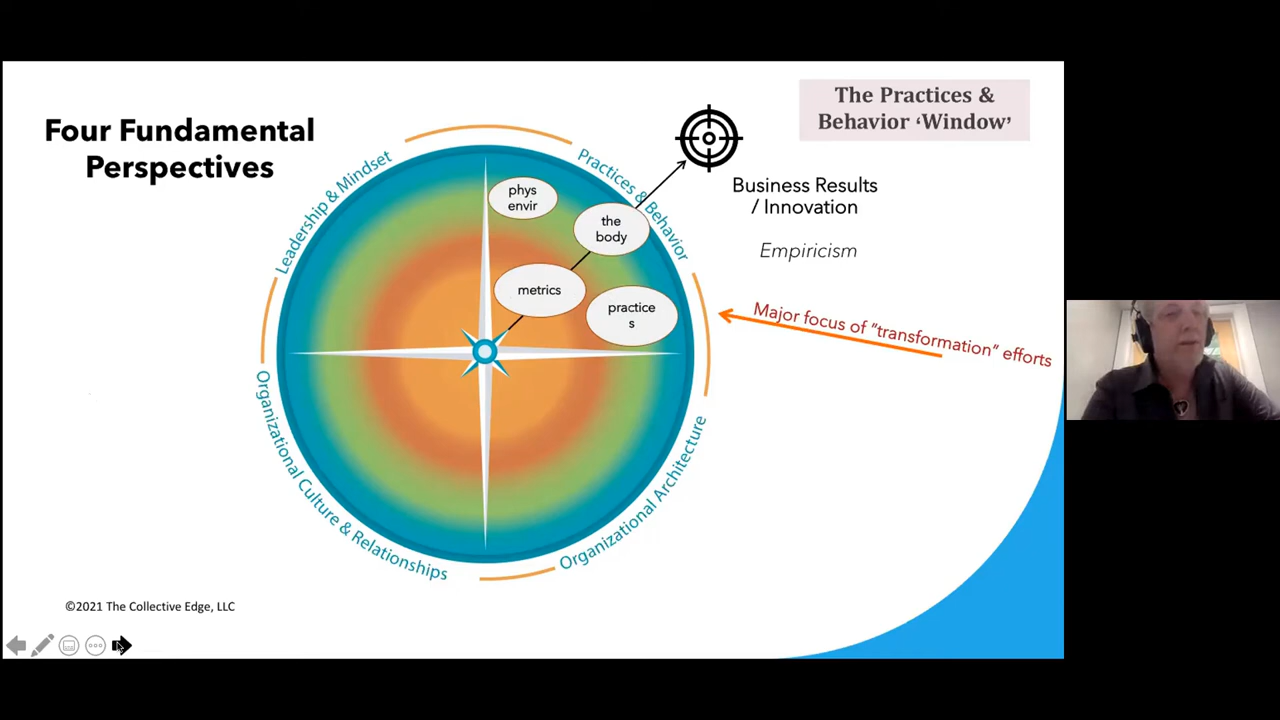 Four Fundamental
Perspectives
The Practices &
Behavior ‘Window’
Leadership & Mindset
Practices & Behavior
phys
envir
the
body
metrics
practice
s
Business Results
/ Innovation
Empiricism
Major focus of “transformation” efforts
Organizational Culture & Relationships
Organizational Architecture
©2021 The Collective Edge, LLC